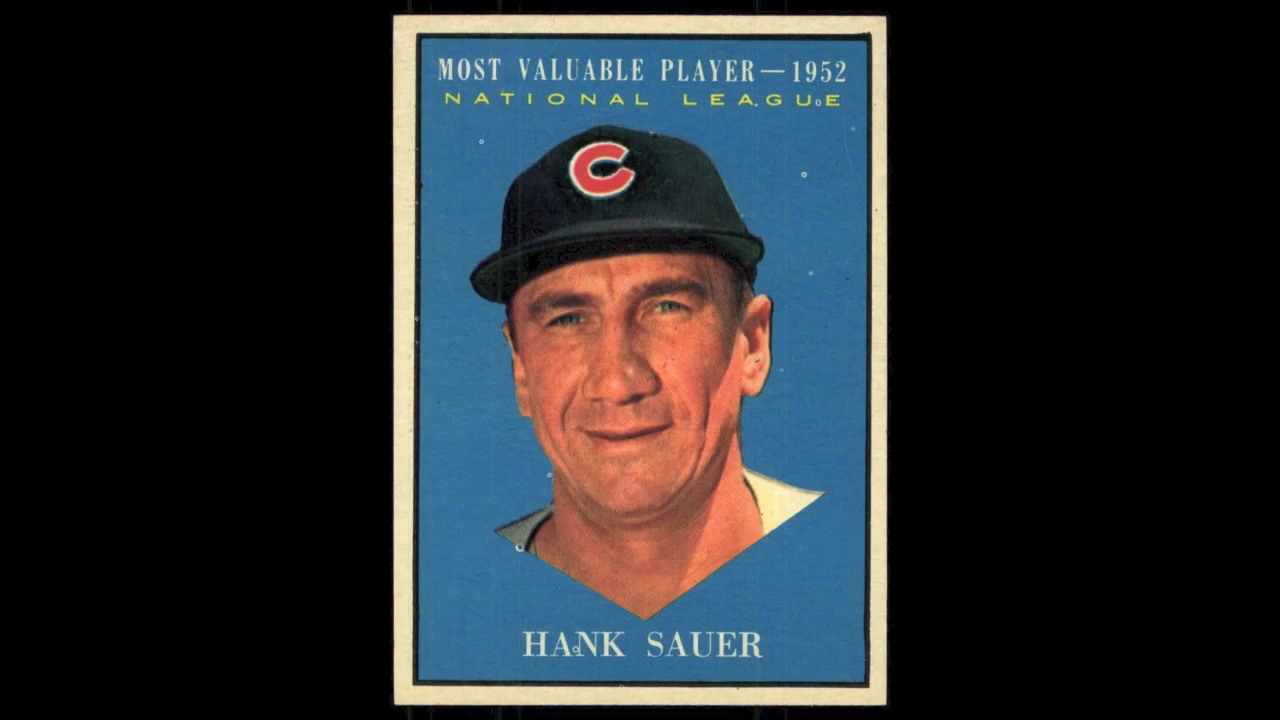 MOST VALUABLE PLAYER—1952
NATIONAL LEAGUE
C
HANK SAUER